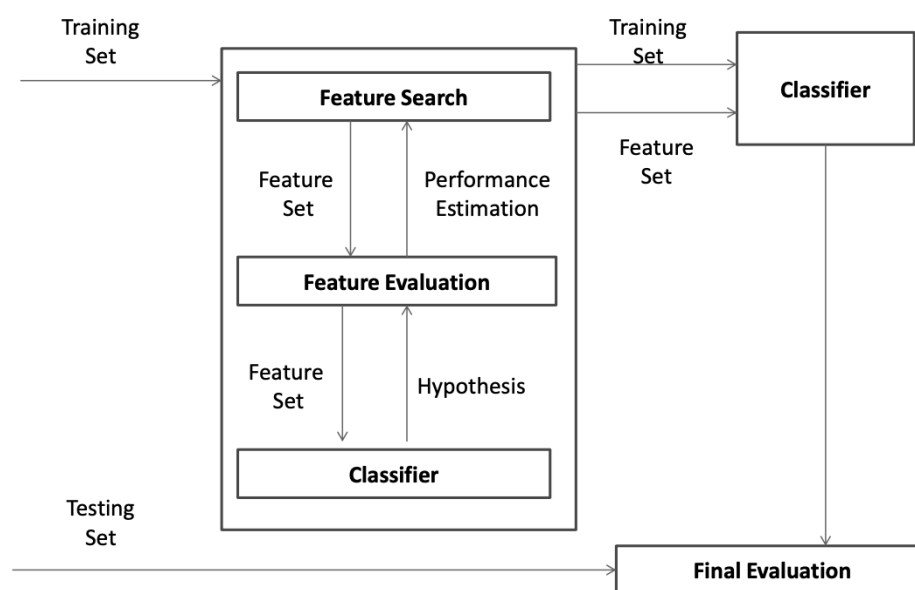 Training
Set
Training
Set
Feature Search
Classifier
Feature
Set
Performance
Estimation
Feature
Set
Feature Evaluation
Feature
Set
Hypothesis
Classifier
Testing
Set
Final Evaluation